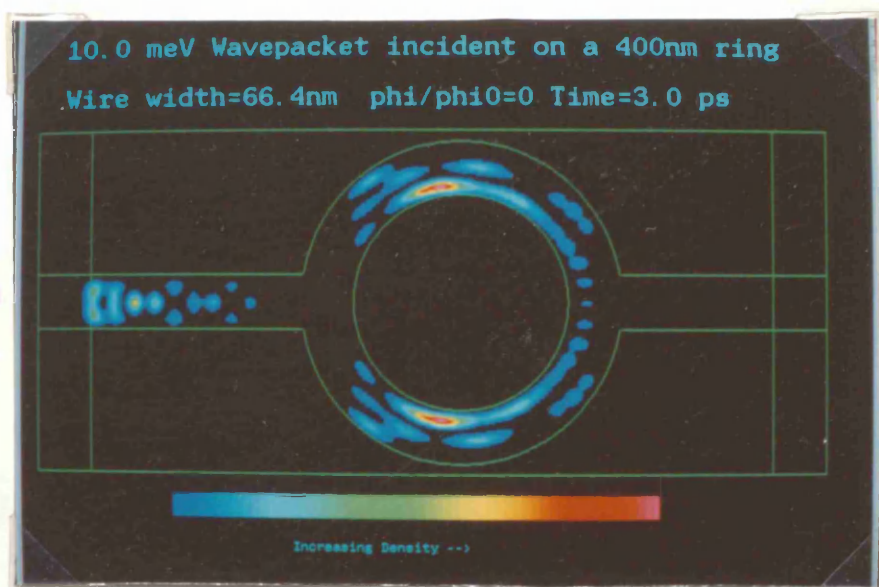 10.0 meV Wavepacket incident on a 400nm ring
Wire width=66.4nm phi/phi0=0 Time=3.0 ps
Increasing Density -->